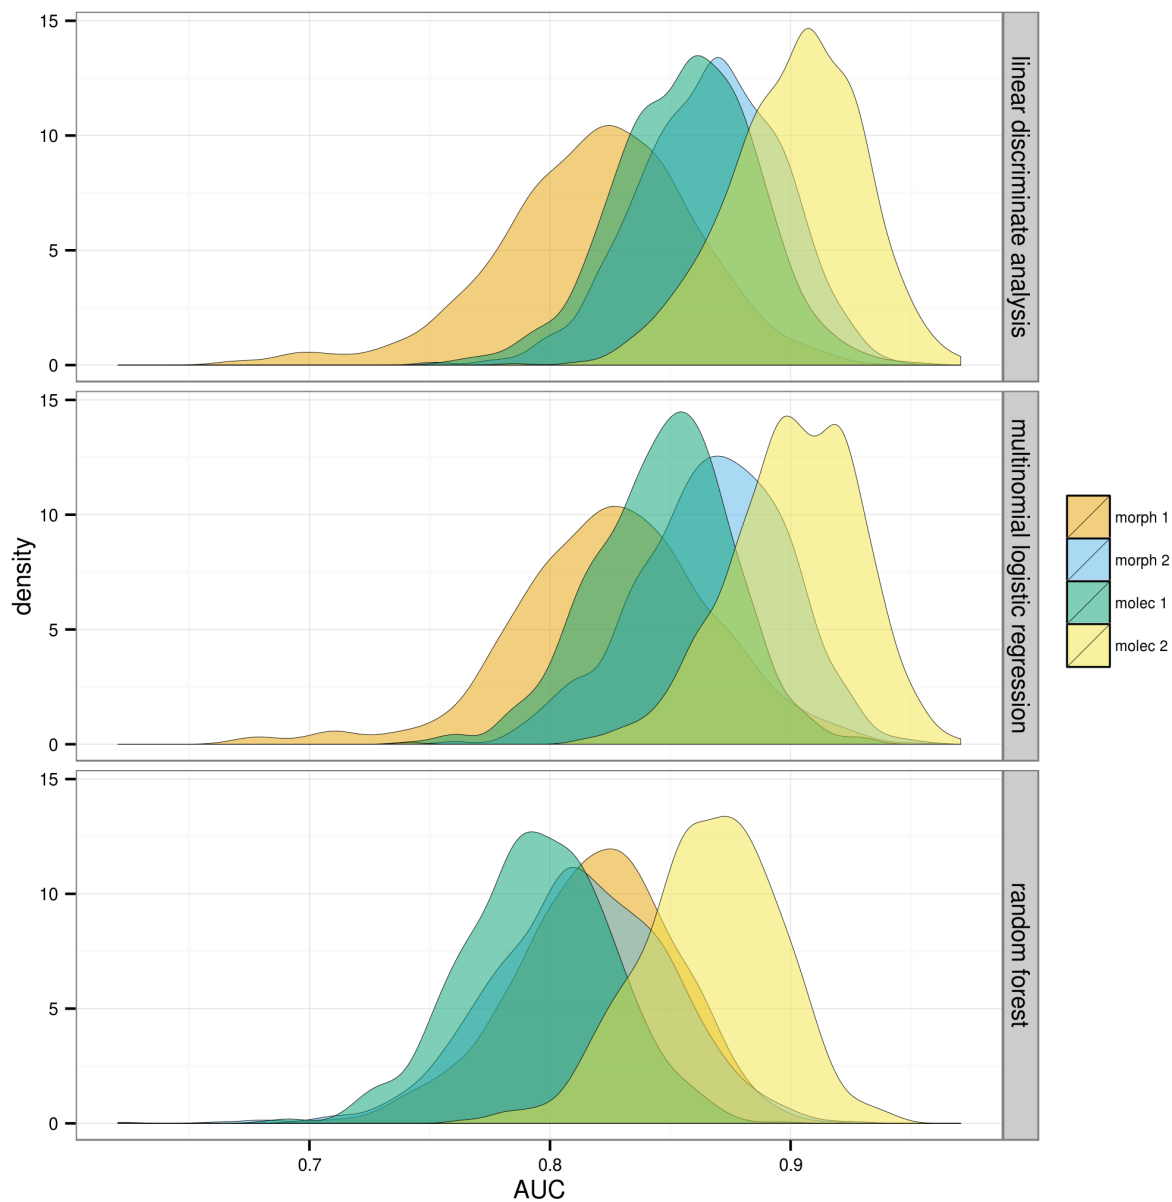 15
10
5
0
linear discriminate analysis
15
10
5
0
multinomial logistic regression
15
10
5
0
random forest
density
0.7
0.8
0.9
AUC
morph 1
morph 2
molec 1
molec 2